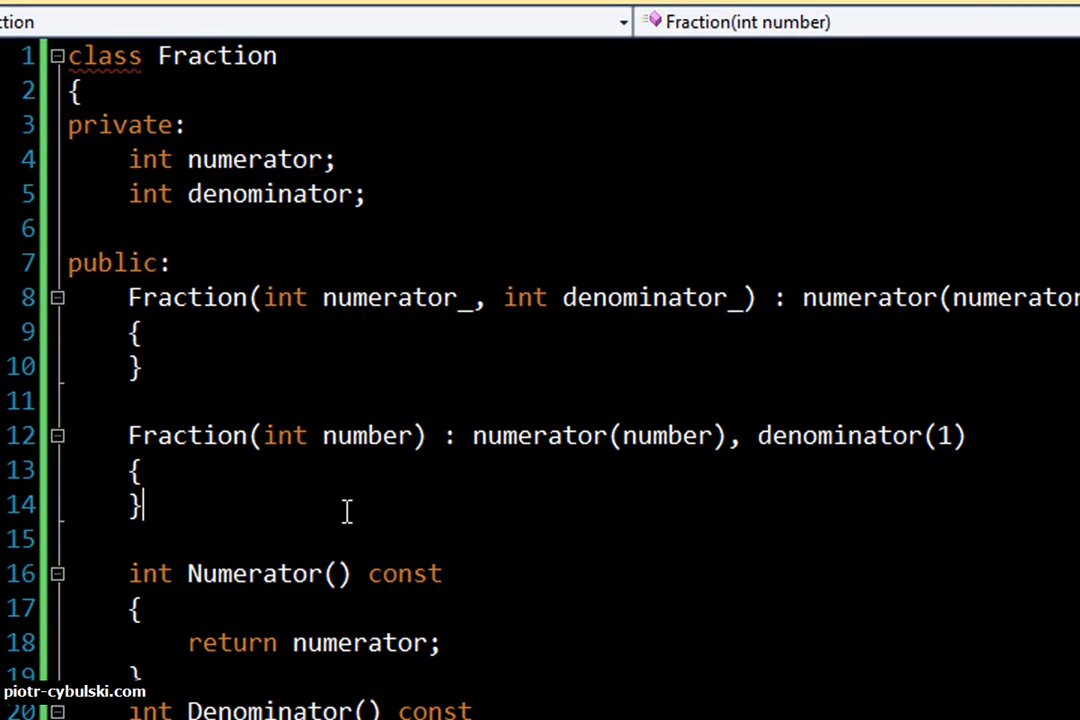 ction Fraction(int number)
1 class Fraction
2 {
3 private:
4 int numerator;
5 int denominator;
6
7 public:
8 Fraction(int numerator_, int denominator_) : numerator(numerator
9 {
10 }
11
12 Fraction(int number) : numerator(number), denominator(1)
13 {
14 }
15
16 int Numerator() const
17 {
18 return numerator;
19 }
piotr-cybulski.com
20 int Denominator() const